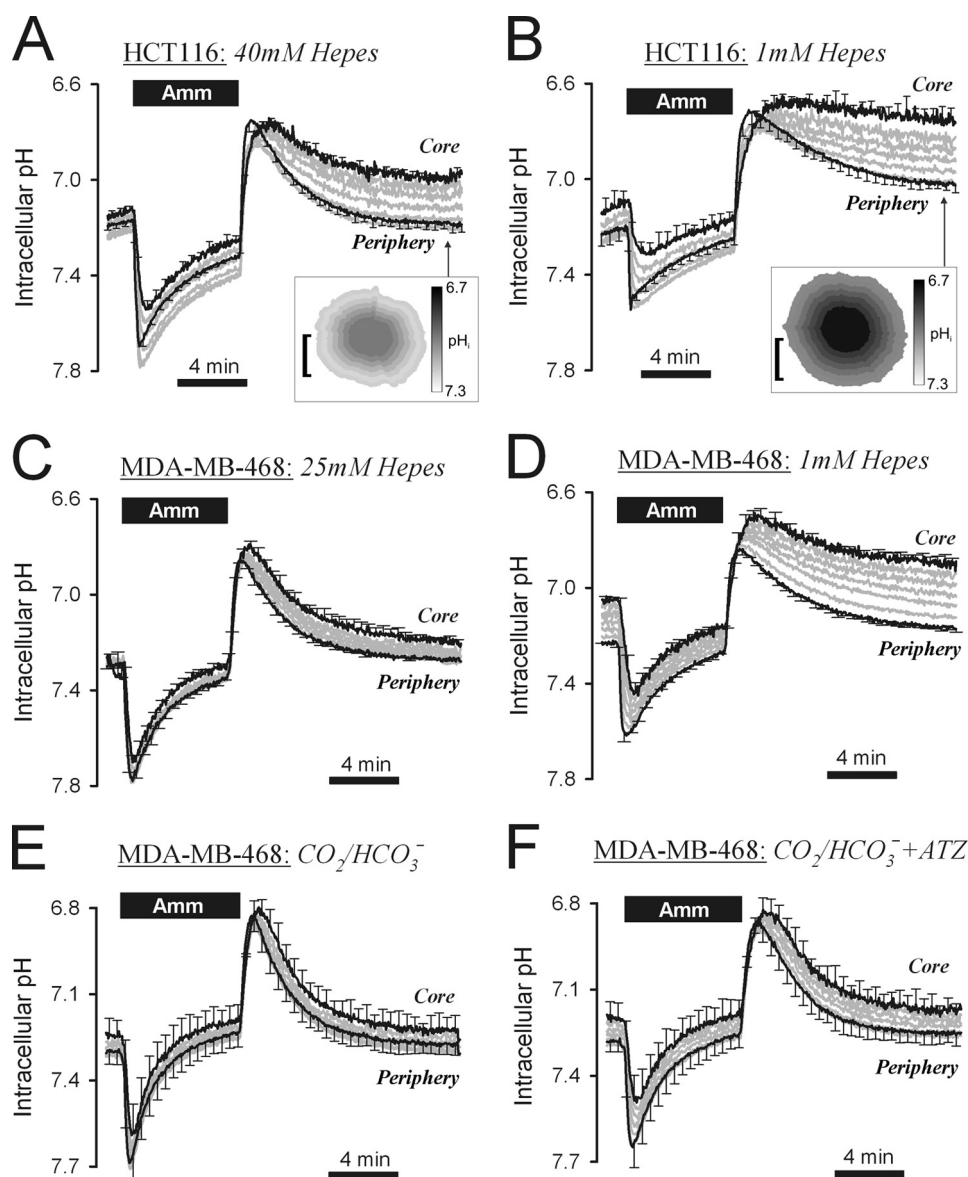 A
HCT116: 40mM Hepes
Amm
6.6
7.0
7.4
7.8
Intracellular pH
Core
Periphery
4 min
6.7
pHi
7.3
B
HCT116: 1mM Hepes
Amm
6.6
7.0
7.4
7.8
Intracellular pH
Core
Periphery
4 min
6.7
pHi
7.3
C
MDA-MB-468: 25mM Hepes
Amm
6.6
7.0
7.4
7.8
Intracellular pH
Core
Periphery
4 min
D
MDA-MB-468: 1mM Hepes
Amm
6.6
7.0
7.4
7.8
Intracellular pH
Core
Periphery
4 min
E
MDA-MB-468: CO₂/HCO₃⁻
Amm
6.8
7.1
7.4
7.7
Intracellular pH
Core
Periphery
4 min
F
MDA-MB-468: CO₂/HCO₃⁻+ATZ
Amm
6.8
7.1
7.4
7.7
Intracellular pH
Core
Periphery
4 min